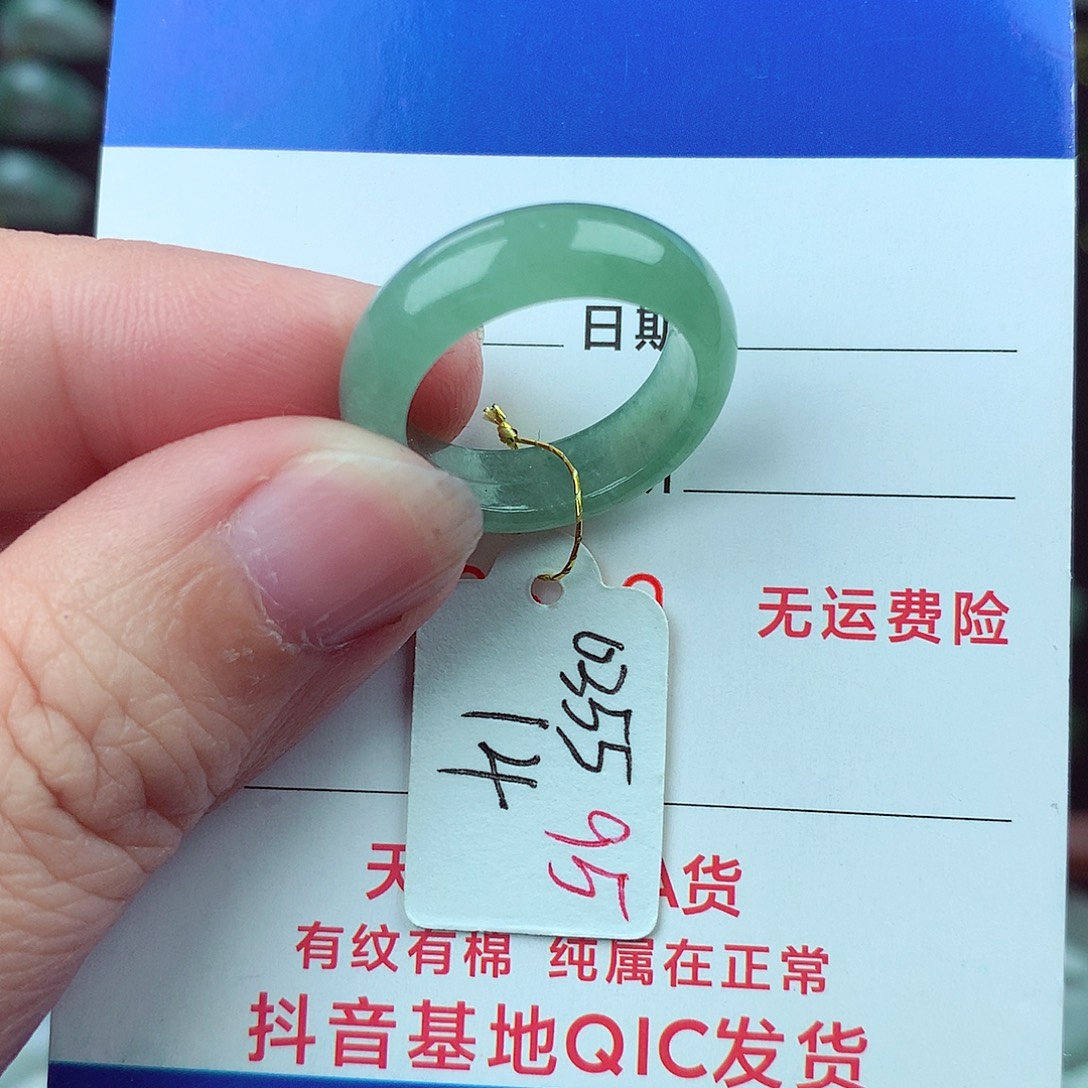 日期
无运费险
0355 95
14
天 A货
有纹有棉 纯属在正常
抖音基地QIC发货